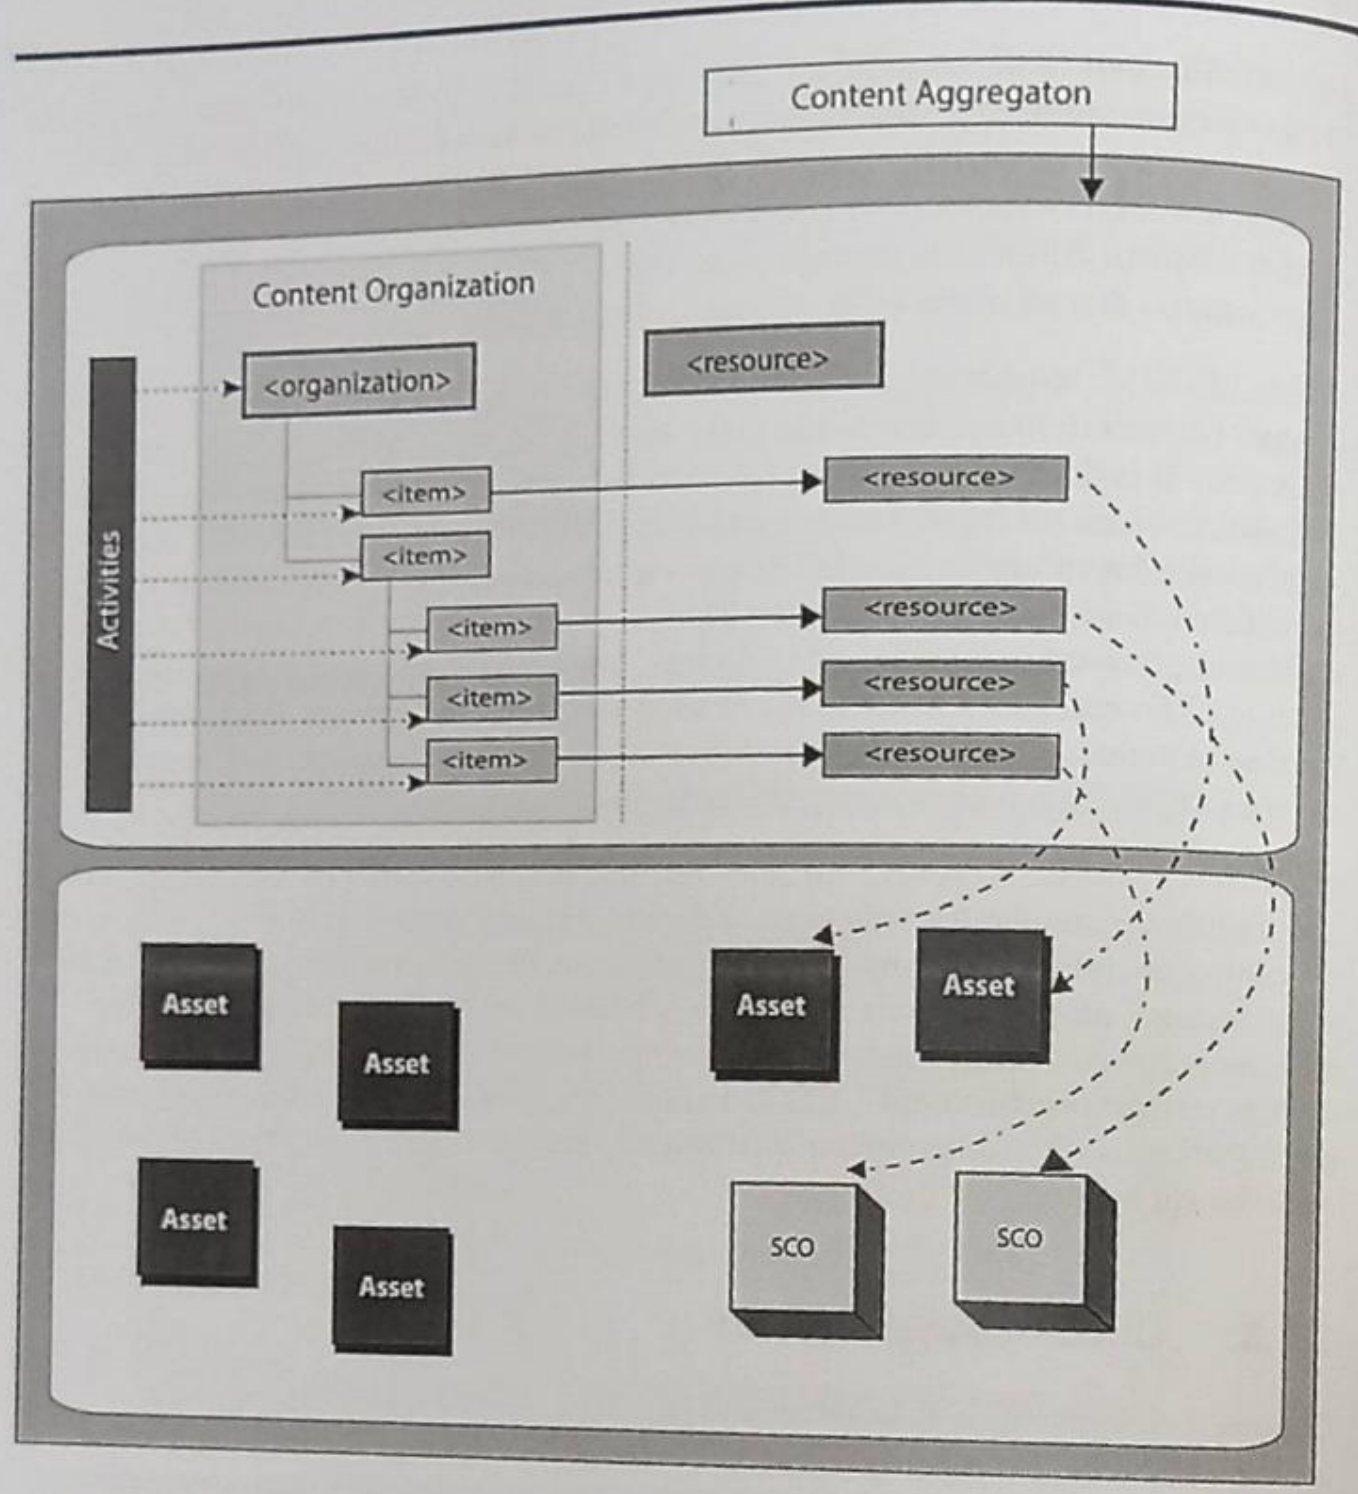 Content Aggregaton
Content Organization
<organization>
<resource>
<item>
<resource>
<item>
Activities
<item>
<resource>
<item>
<resource>
<item>
<resource>
Asset
Asset
Asset
Asset
Asset
Asset
SCO
SCO